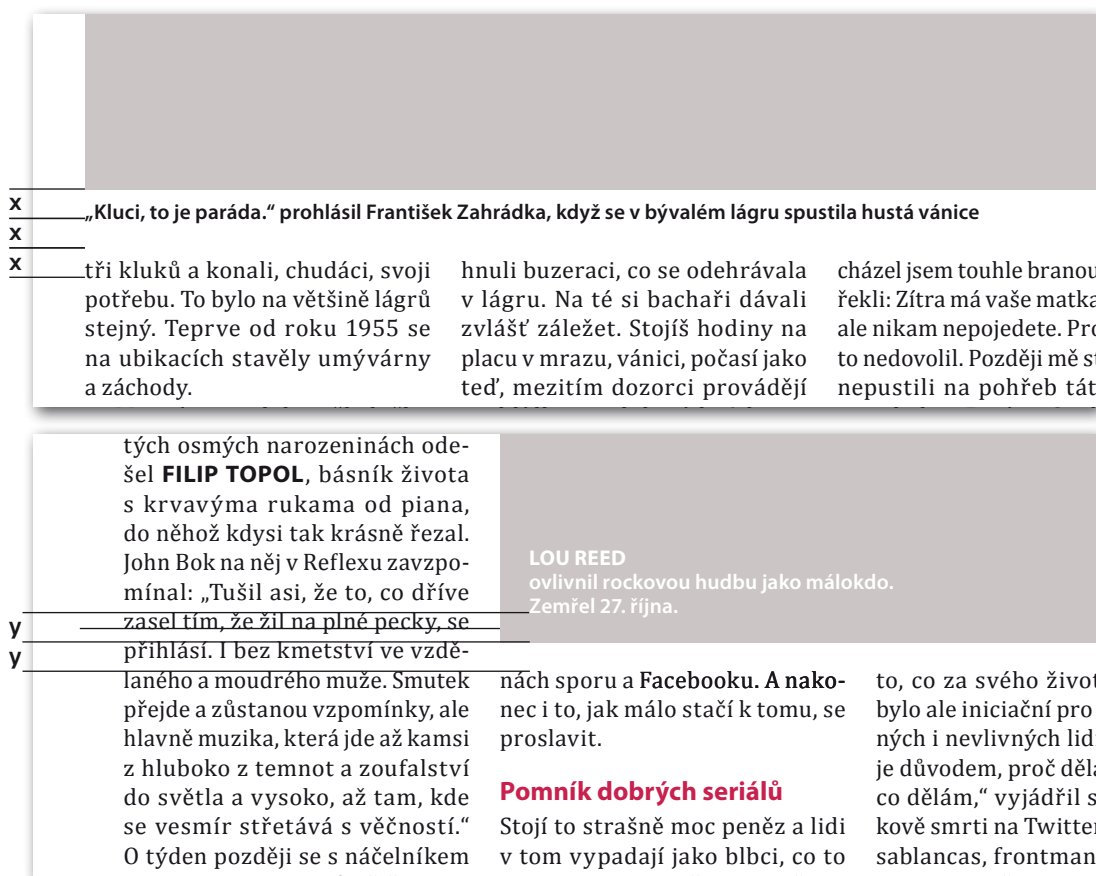 x
x
x
„Kluci, to je paráda.“ prohlásil František Zahrádka, když se v bývalém lágru spustila hustá vánice
tři kluků a konali, chudáci, svoji
potřebu. To bylo na většině lágrů
stejný. Teprve od roku 1955 se
na ubikacích stavěly umývárny
a záchody.
hnuli buzeraci, co se odehrávala
v lágru. Na té si bachaři dávali
zvlášť záležet. Stojíš hodiny na
placu v mrazu, vánici, počasí jako
teď, mezitím dozorci provádějí
cházel jsem touhle branou
řekli: Zítra má vaše matka
ale nikam nepojedete. Pro
to nedovolil. Později mě st
nepustili na pohřeb tát
tých osmých narozeninách ode-
šel FILIP TOPOL, básník života
s krvavýma rukama od piana,
do něhož kdysi tak krásně řezal.
John Bok na něj v Reflexu zavzpo-
mínal: „Tušil asi, že to, co dříve
zasel tím, že žil na plné pecky, se
přihlásí. I bez kmetství ve vzdě-
laného a moudrého muže. Smutek
přejde a zůstanou vzpomínky, ale
hlavně muzika, která jde až kamsi
z hluboko z temnot a zoufalství
do světla a vysoko, až tam, kde
se vesmír střetává s věčností.“
O týden později se s náčelníkem
y
y
LOU REED
ovlivnil rockovou hudbu jako málokdo.
Zemřel 27. října.
nách sporu a Facebooku. A nako-
nec i to, jak málo stačí k tomu, se
proslavit.
Pomník dobrých seriálů
Stojí to strašně moc peněz a lidi
v tom vypadají jako blbci, co to
to, co za svého život
bylo ale iniciační pro
ných i nevlivných lid
je důvodem, proč děla
co dělám,“ vyjádřil s
kově smrti na Twitter
sablancas, frontman